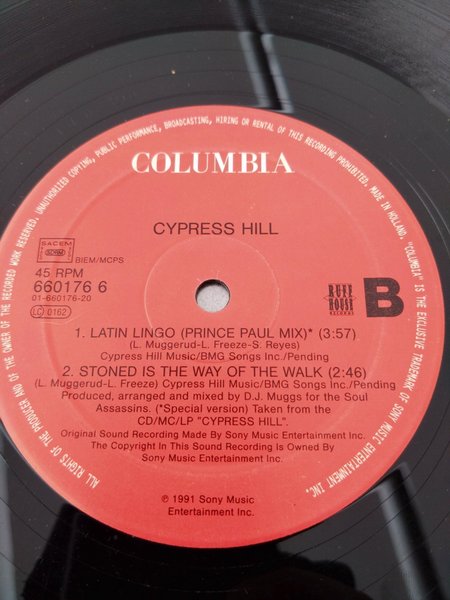 COLUMBIA
CYPRESS HILL
SACEM
SDRM
BIEM/MCPS
45 RPM
660176 6
01-660176-20
LC 0162
RUFF
HOUSE
RECORDS
B
1. LATIN LINGO (PRINCE PAUL MIX)* (3:57)
(L. Muggerud-L. Freeze-S. Reyes)
Cypress Hill Music/BMG Songs Inc./Pending
2. STONED IS THE WAY OF THE WALK (2:46)
(L. Muggerud-L. Freeze) Cypress Hill Music/BMG Songs Inc./Pending
Produced, arranged and mixed by D.J. Muggs for the Soul
Assassins. (*Special version) Taken from the
CD/MC/LP "CYPRESS HILL".
Original Sound Recording Made By Sony Music Entertainment Inc.
The Copyright In This Sound Recording Is Owned By
Sony Music Entertainment Inc.
℗ 1991 Sony Music
Entertainment Inc.
ALL RIGHTS OF THE PRODUCER AND OF THE OWNER OF THE RECORDED WORK RESERVED. UNAUTHORIZED COPYING, PUBLIC PERFORMANCE, BROADCASTING, HIRING OR RENTAL OF THIS RECORDING PROHIBITED. MADE IN HOLLAND. "COLUMBIA" IS THE EXCLUSIVE TRADEMARK OF SONY MUSIC ENTERTAINMENT INC.